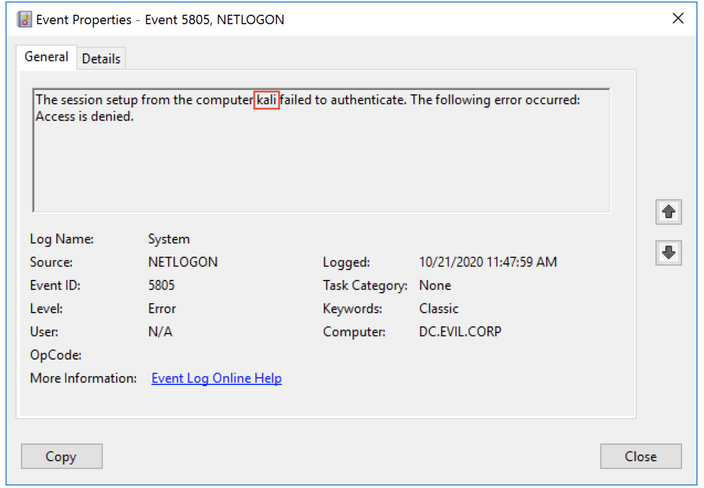 Event Properties - Event 5805, NETLOGON
General Details
The session setup from the computer kali failed to authenticate. The following error occurred:
Access is denied.
Log Name: System
Source: NETLOGON Logged: 10/21/2020 11:47:59 AM
Event ID: 5805 Task Category: None
Level: Error Keywords: Classic
User: N/A Computer: DC.EVIL.CORP
OpCode:
More Information: Event Log Online Help
Copy Close